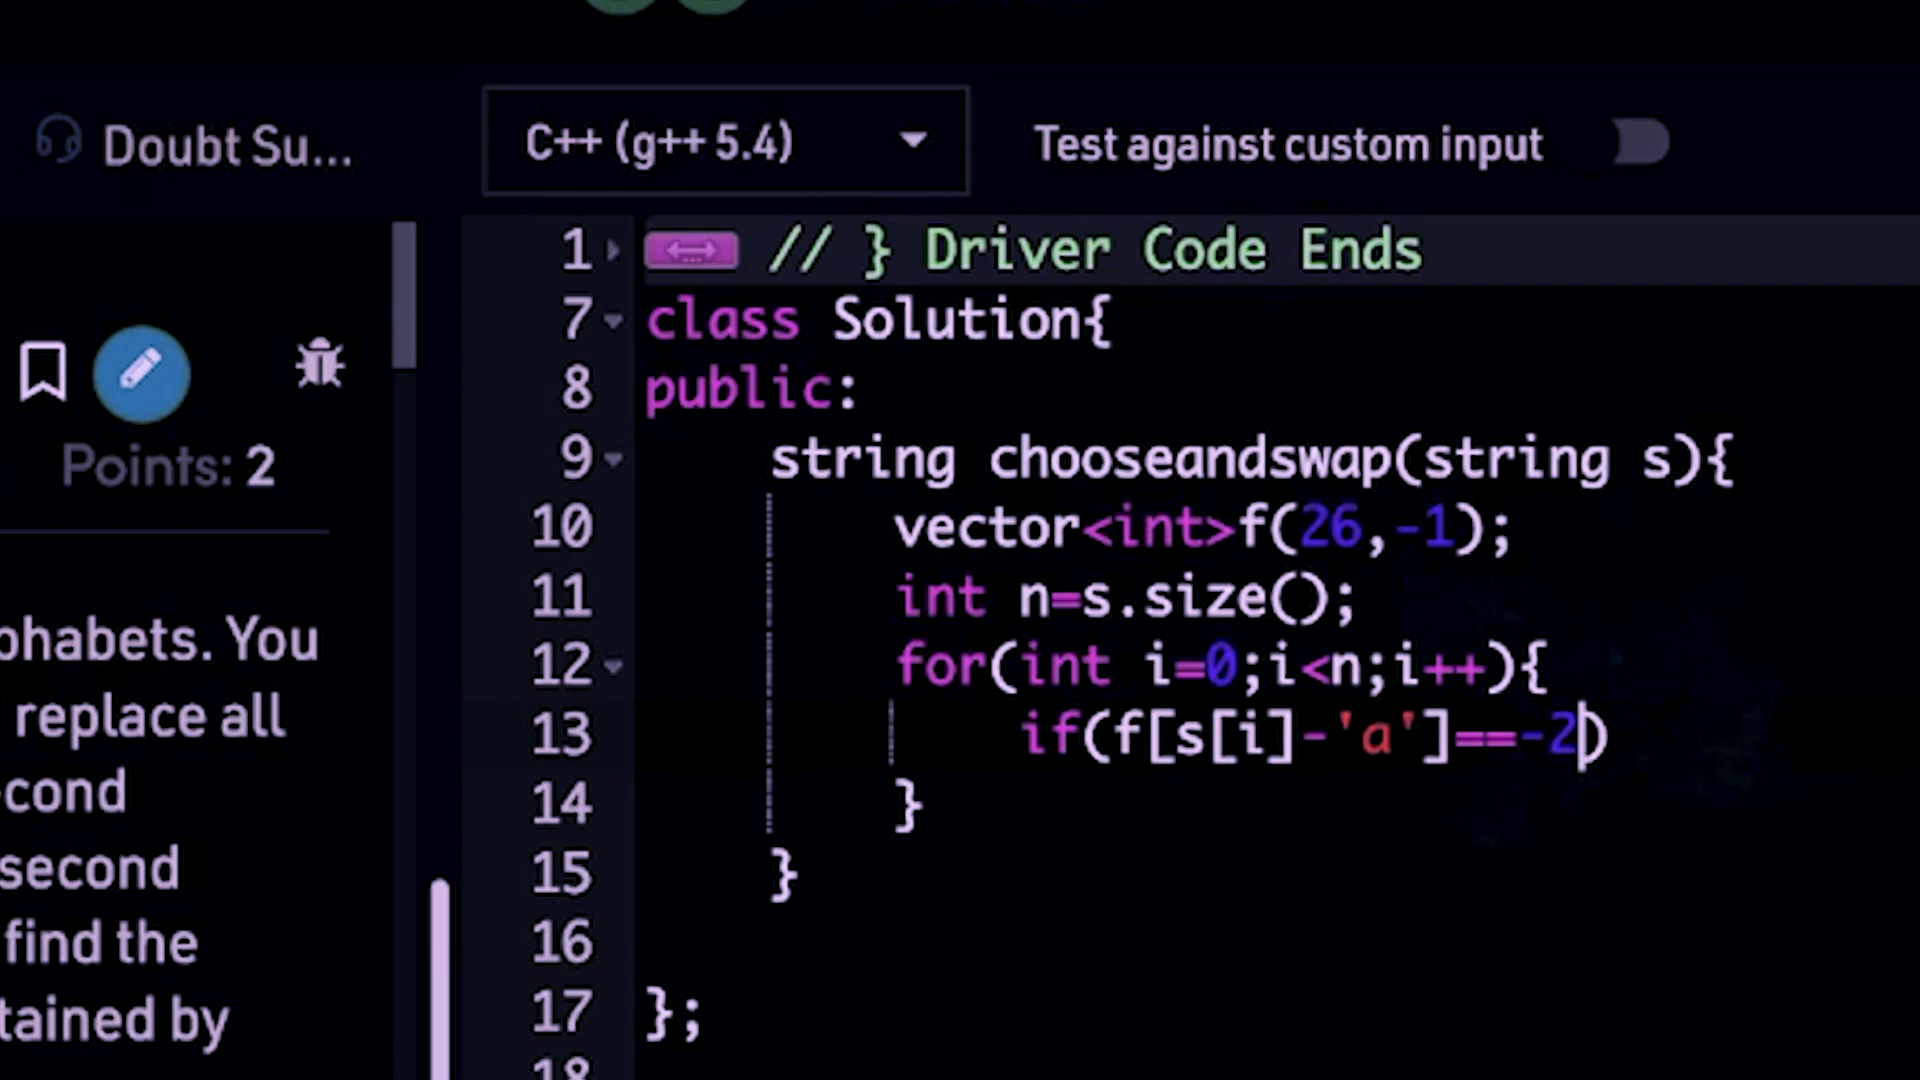 Doubt Su...
C++ (g++ 5.4)
Test against custom input
Points: 2
phabets. You
replace all
cond
second
find the
tained by
1 // } Driver Code Ends
7 class Solution{
8 public:
9 string chooseandswap(string s){
10 vector<int>f(26,-1);
11 int n=s.size();
12 for(int i=0;i<n;i++){
13 if(f[s[i]-'a']==-2)
14 }
15 }
16
17 };
18